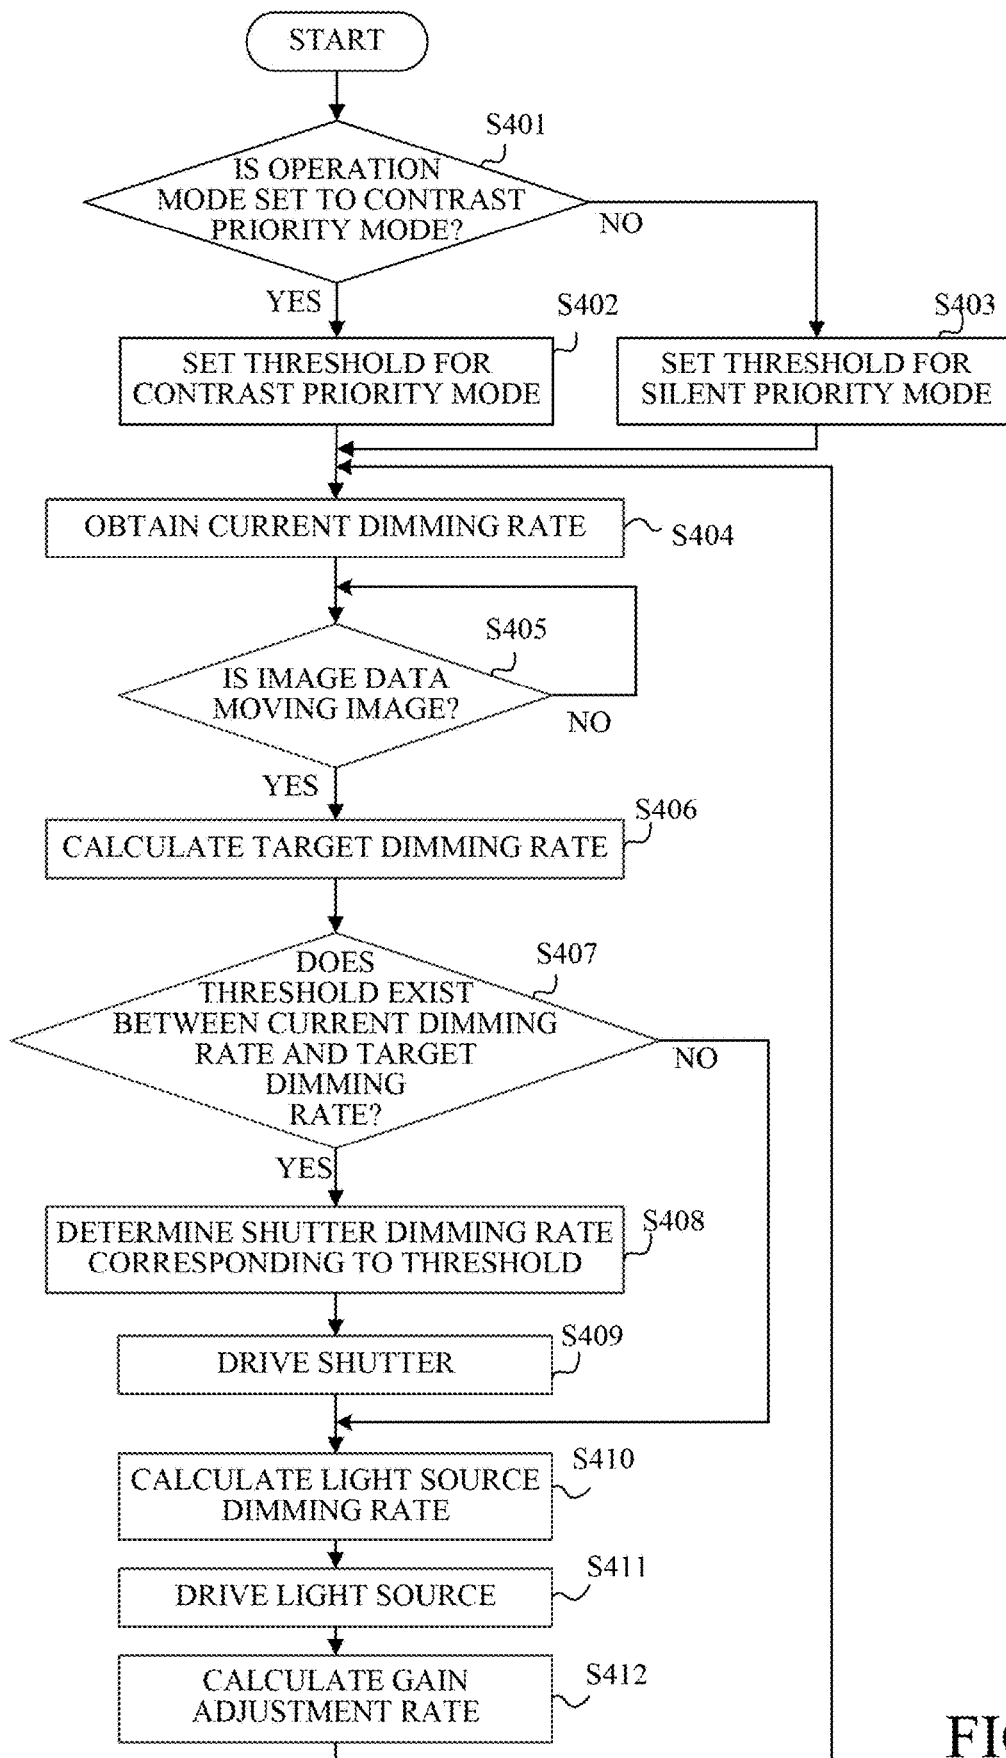 START
S401
IS OPERATION
MODE SET TO CONTRAST
PRIORITY MODE?
NO
YES
S402
S403
SET THRESHOLD FOR
CONTRAST PRIORITY MODE
SET THRESHOLD FOR
SILENT PRIORITY MODE
OBTAIN CURRENT DIMMING RATE
S404
S405
IS IMAGE DATA
MOVING IMAGE?
NO
YES
S406
CALCULATE TARGET DIMMING RATE
S407
DOES
THRESHOLD EXIST
BETWEEN CURRENT DIMMING
RATE AND TARGET
DIMMING
RATE?
NO
YES
S408
DETERMINE SHUTTER DIMMING RATE
CORRESPONDING TO THRESHOLD
S409
DRIVE SHUTTER
S410
CALCULATE LIGHT SOURCE
DIMMING RATE
S411
DRIVE LIGHT SOURCE
S412
CALCULATE GAIN
ADJUSTMENT RATE